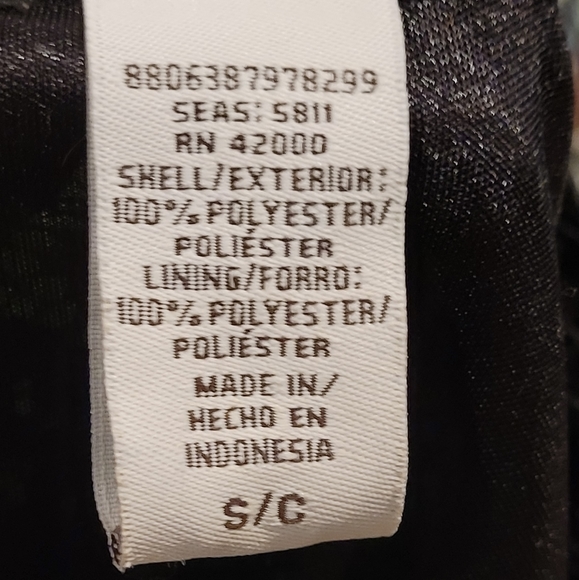 8806387978299
SEAS: S811
RN 42000
SHELL/EXTERIOR:
100% POLYESTER/
POLIÉSTER
LINING/FORRO:
100% POLYESTER/
POLIÉSTER
MADE IN/
HECHO EN
INDONESIA
S/C